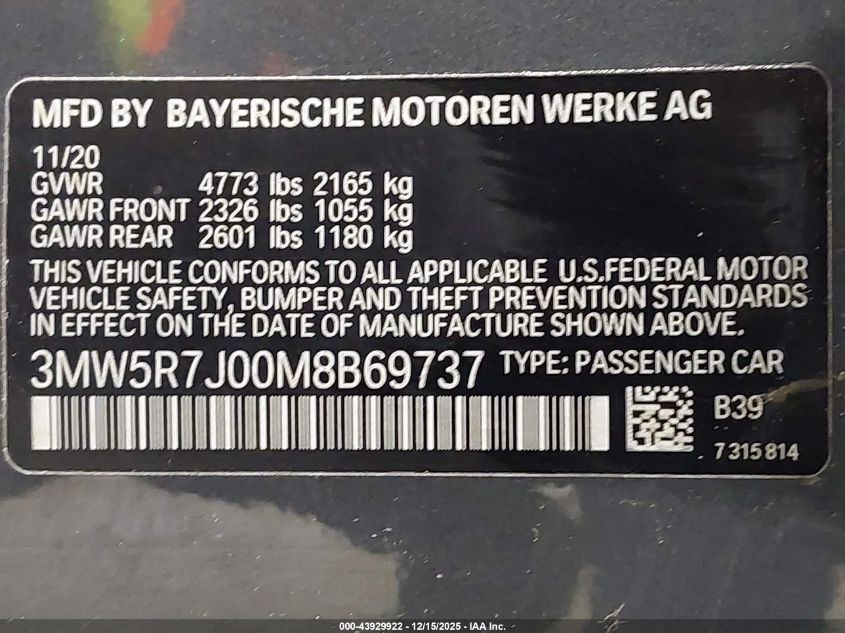 MFD BY BAYERISCHE MOTOREN WERKE AG
11/20
GVWR 4773 lbs 2165 kg
GAWR FRONT 2326 lbs 1055 kg
GAWR REAR 2601 lbs 1180 kg
THIS VEHICLE CONFORMS TO ALL APPLICABLE U.S.FEDERAL MOTOR
VEHICLE SAFETY, BUMPER AND THEFT PREVENTION STANDARDS
IN EFFECT ON THE DATE OF MANUFACTURE SHOWN ABOVE.
3MW5R7J00M8B69737 TYPE: PASSENGER CAR
B39
7315814
000-43929922 - 12/15/2025 - IAA Inc.